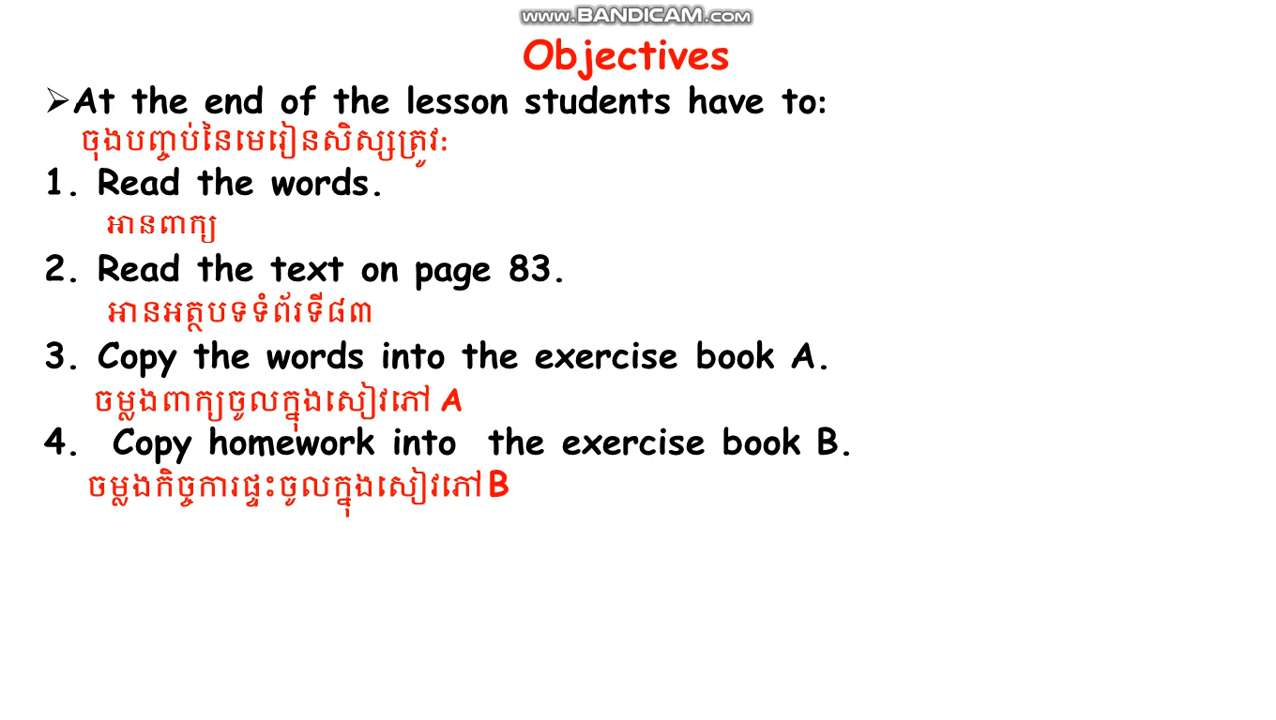 www.BANDICAM.com
Objectives
➢At the end of the lesson students have to:
ចុងបញ្ចប់នៃមេរៀនសិស្សត្រូវ:
1. Read the words.
អានពាក្យ
2. Read the text on page 83.
អានអត្ថបទទំព័រទី៨៣
3. Copy the words into the exercise book A.
ចម្លងពាក្យចូលក្នុងសៀវភៅ A
4. Copy homework into the exercise book B.
ចម្លងកិច្ចការផ្ទះចូលក្នុងសៀវភៅ B